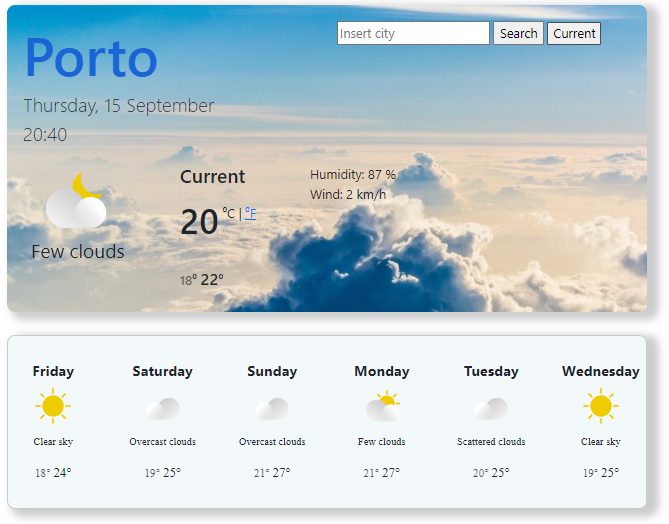 Insert city Search Current
Porto
Thursday, 15 September
20:40
Current
20 °C | °F
18° 22°
Humidity: 87 %
Wind: 2 km/h
Few clouds
Friday Saturday Sunday Monday Tuesday Wednesday
Clear sky Overcast clouds Overcast clouds Few clouds Scattered clouds Clear sky
18° 24° 19° 25° 21° 27° 21° 27° 20° 25° 19° 25°